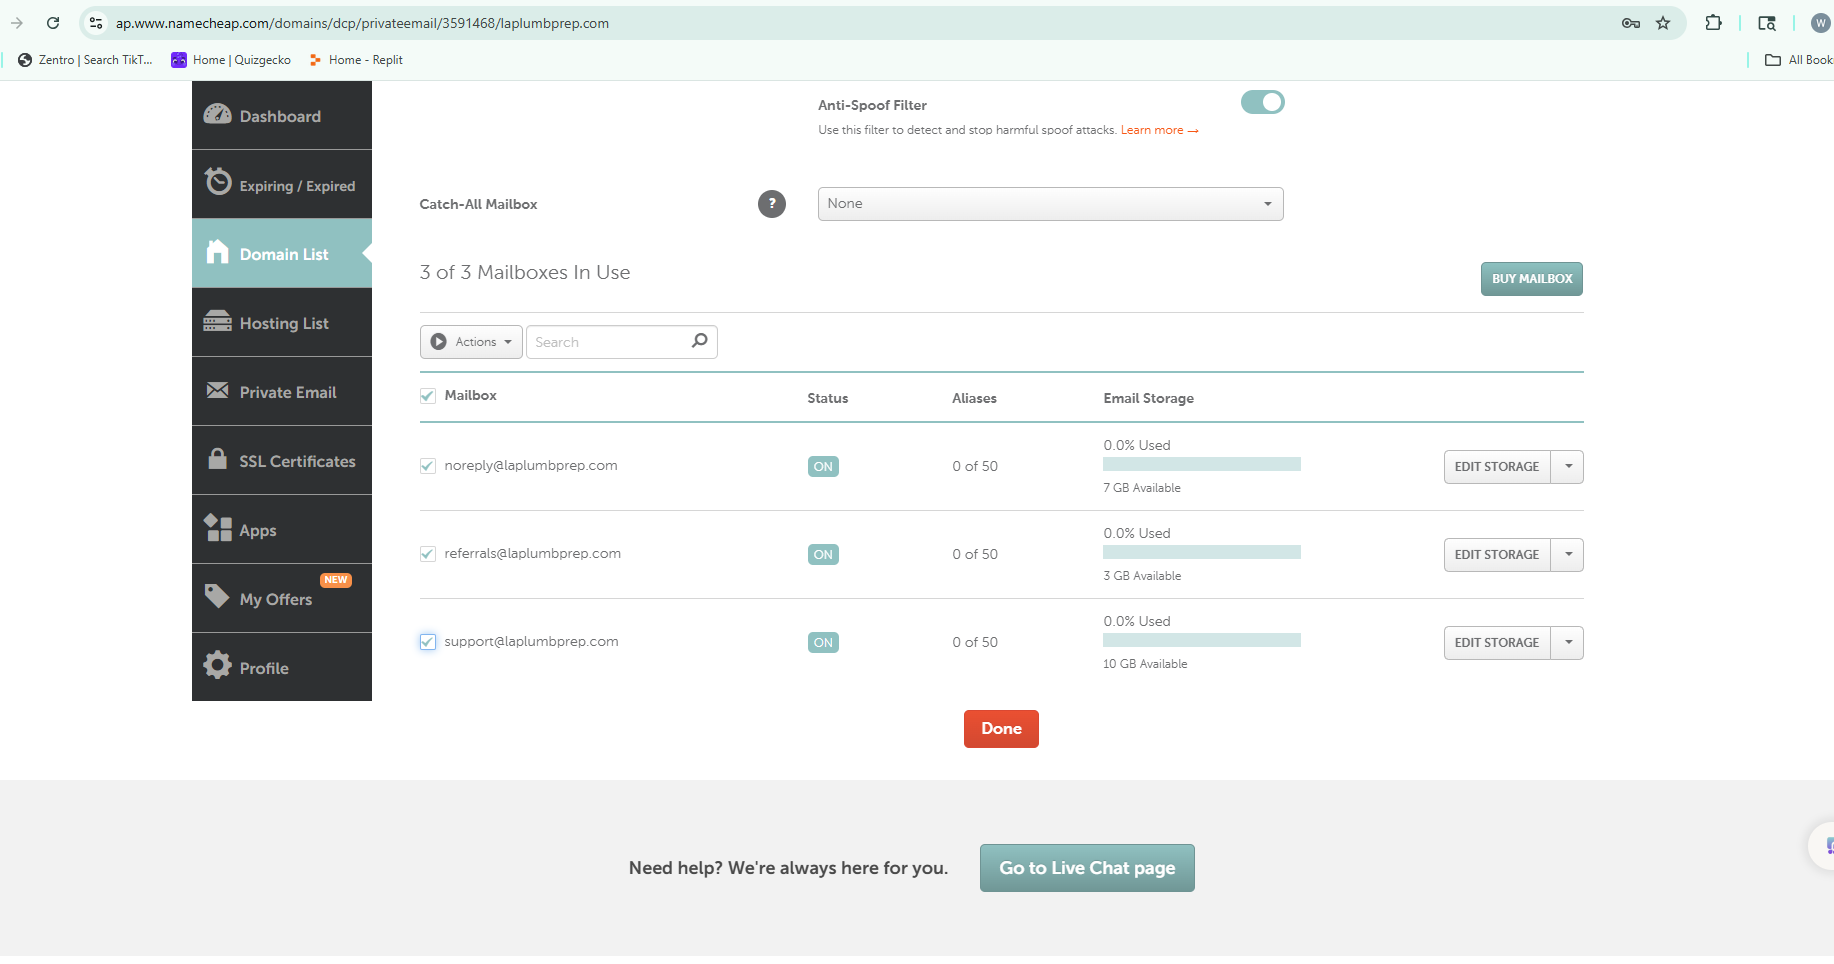 ap.www.namecheap.com/domains/dcp/privateemail/3591468/laplumbprep.com
W
Zentro | Search TikT... Home | Quizgecko Home - Replit All Book
Dashboard
Expiring / Expired
Domain List
Hosting List
Private Email
SSL Certificates
Apps
NEW
My Offers
Profile
Anti-Spoof Filter
Use this filter to detect and stop harmful spoof attacks. Learn more →
Catch-All Mailbox ? None
3 of 3 Mailboxes In Use BUY MAILBOX
Actions Search
Mailbox Status Aliases Email Storage
noreply@laplumbprep.com ON 0 of 50 0.0% Used
7 GB Available
EDIT STORAGE
referrals@laplumbprep.com ON 0 of 50 0.0% Used
3 GB Available
EDIT STORAGE
support@laplumbprep.com ON 0 of 50 0.0% Used
10 GB Available
EDIT STORAGE
Done
Need help? We're always here for you. Go to Live Chat page